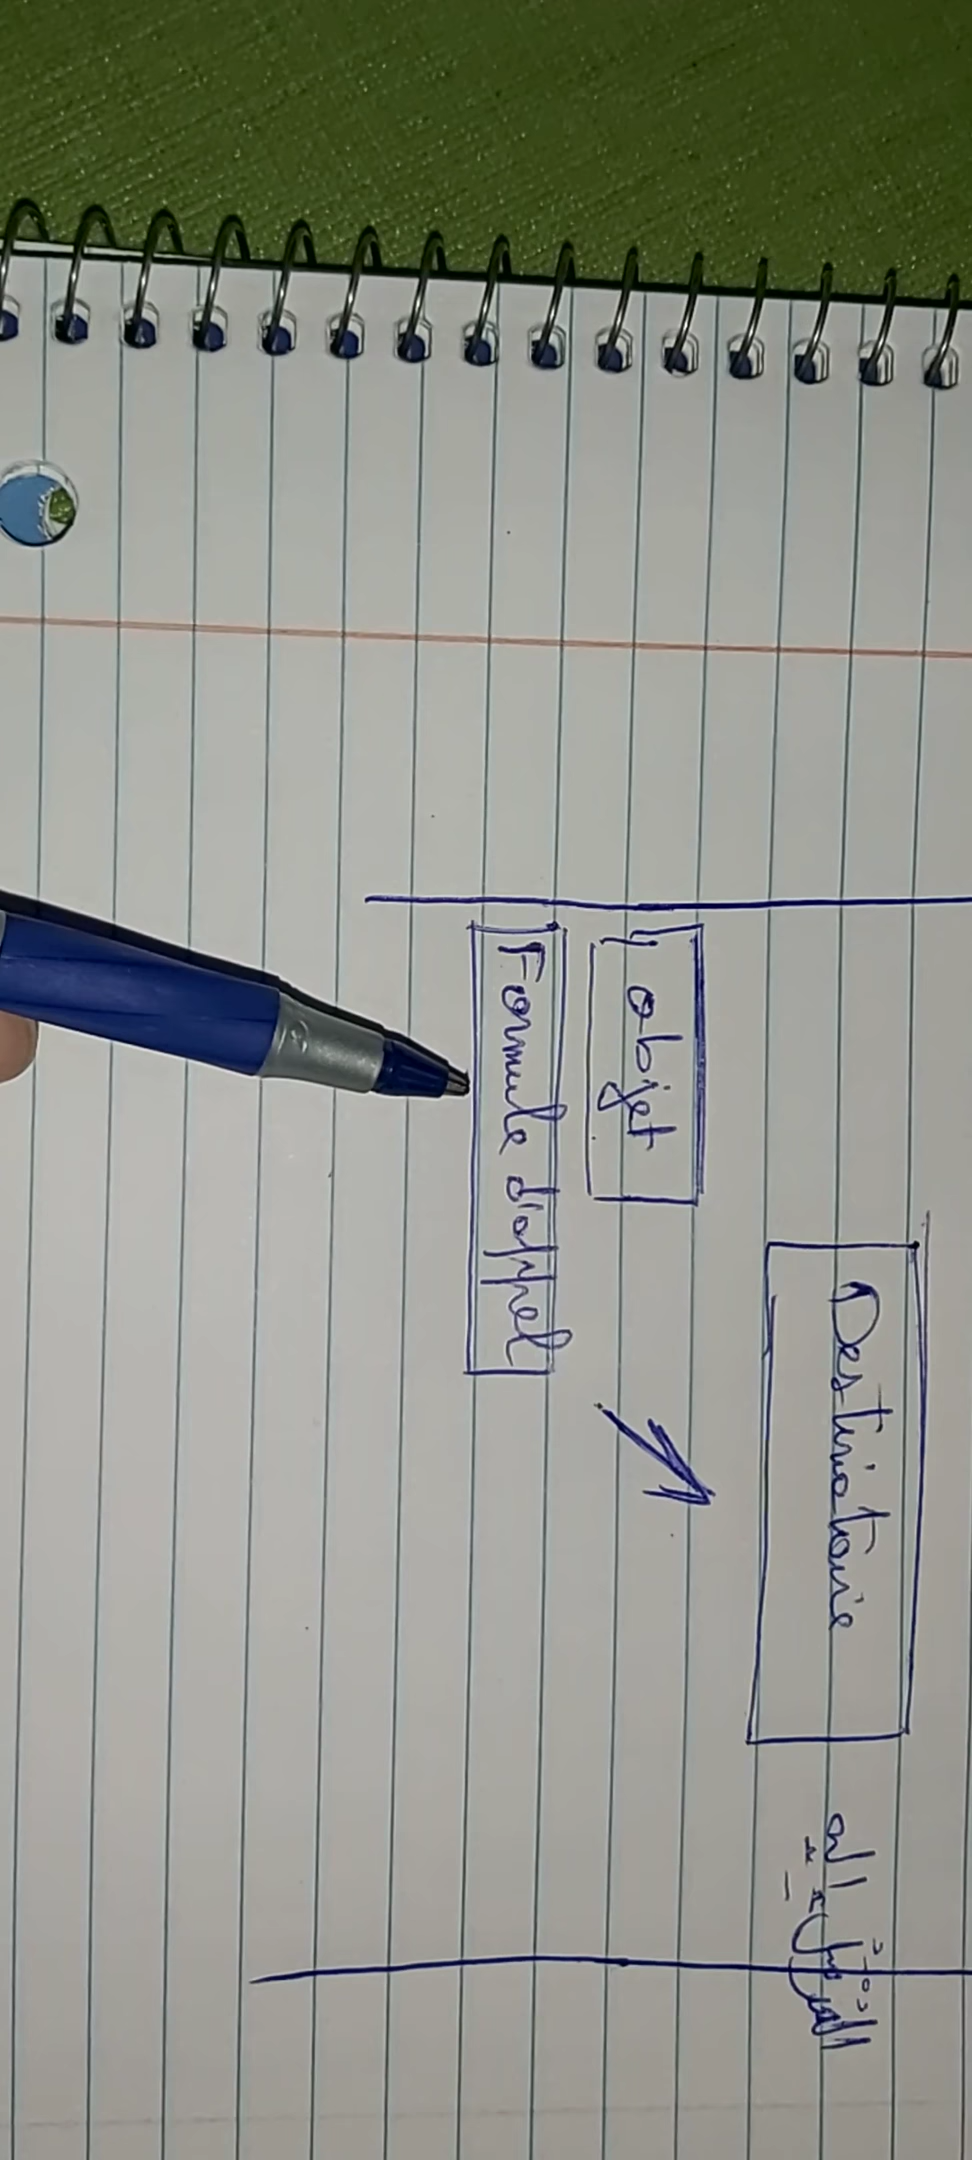 Destinataire المرسل إليه
objet
Formule d'appel